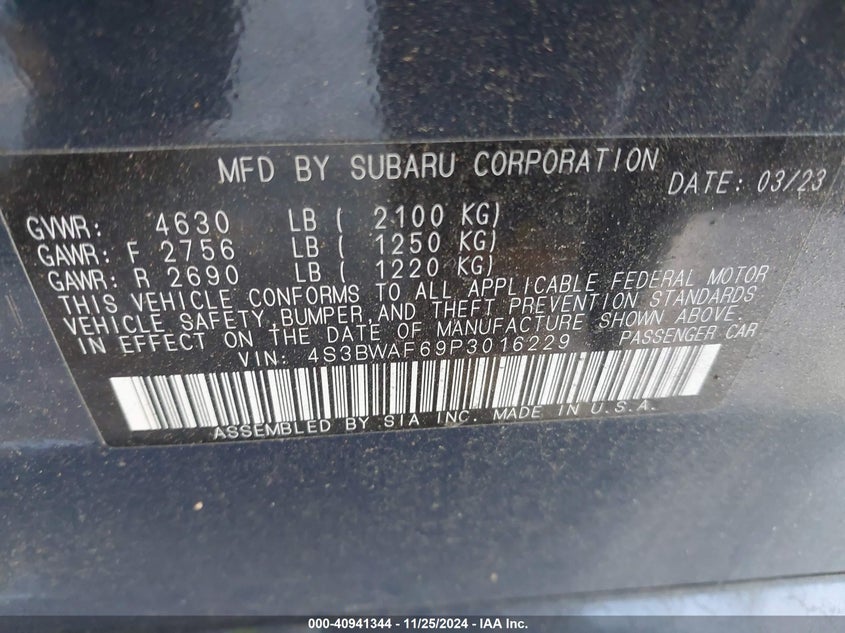 MFD BY SUBARU CORPORATION DATE: 03/23
GVWR: 4630 LB ( 2100 KG)
GAWR: F 2756 LB ( 1250 KG)
GAWR: R 2690 LB ( 1220 KG)
THIS VEHICLE CONFORMS TO ALL APPLICABLE FEDERAL MOTOR
VEHICLE SAFETY, BUMPER, AND THEFT PREVENTION STANDARDS
IN EFFECT ON THE DATE OF MANUFACTURE SHOWN ABOVE.
VIN: 4S3BWAF69P3016229 PASSENGER CAR
ASSEMBLED BY SIA INC. MADE IN U.S.A.
000-40941344 - 11/25/2024 - IAA Inc.